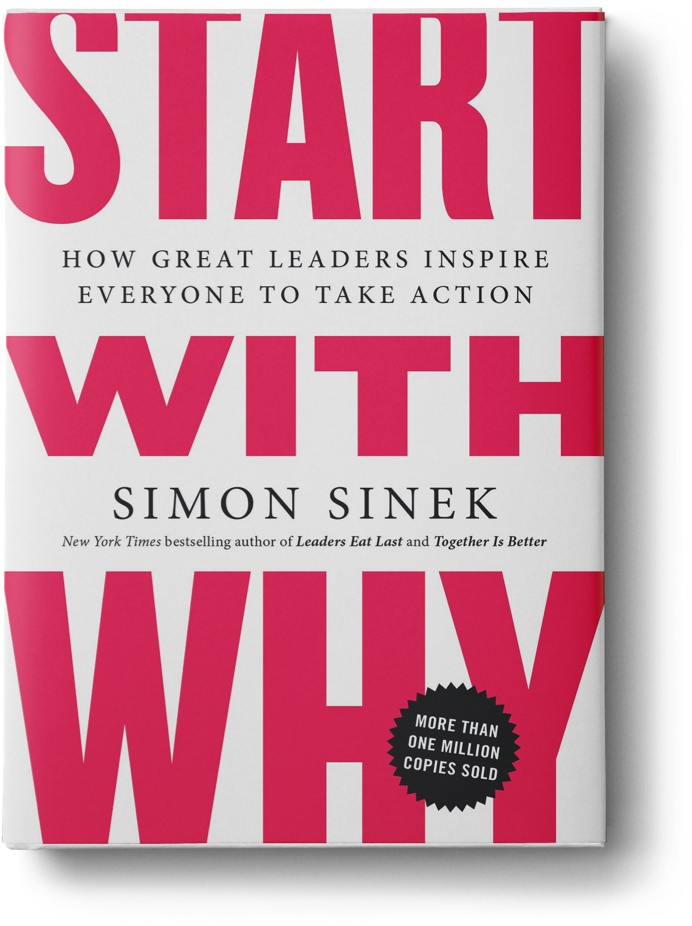 START
HOW GREAT LEADERS INSPIRE
EVERYONE TO TAKE ACTION
WITH
SIMON SINEK
New York Times bestselling author of Leaders Eat Last and Together Is Better
WHY
MORE THAN
ONE MILLION
COPIES SOLD